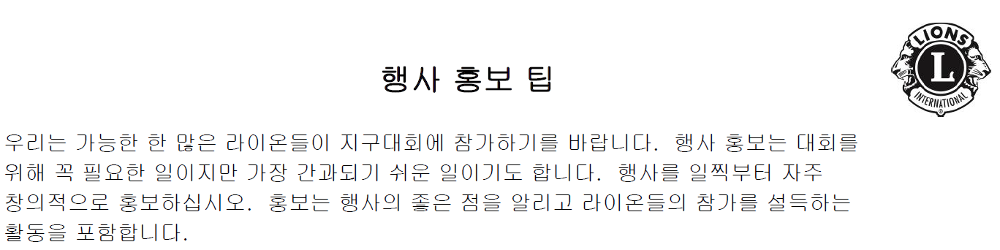 LIONS
L
INTERNATIONAL
®
행사 홍보 팁
우리는 가능한 한 많은 라이온들이 지구대회에 참가하기를 바랍니다. 행사 홍보는 대회를
위해 꼭 필요한 일이지만 가장 간과되기 쉬운 일이기도 합니다. 행사를 일찍부터 자주
창의적으로 홍보하십시오. 홍보는 행사의 좋은 점을 알리고 라이온들의 참가를 설득하는
활동을 포함합니다.